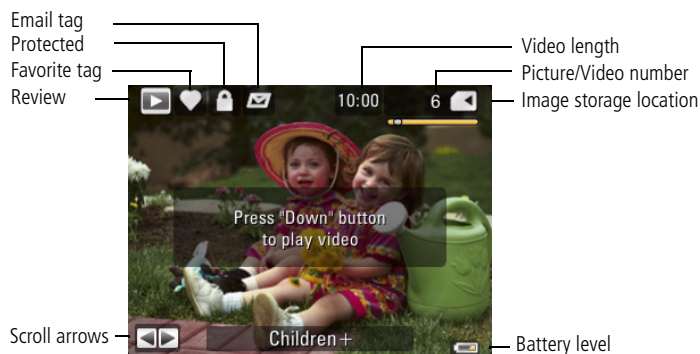 Email tag
Protected
Favorite tag
Review
Video length
Picture/Video number
Image storage location
10:00
6
Press "Down" button
to play video
Scroll arrows
Children+
Battery level